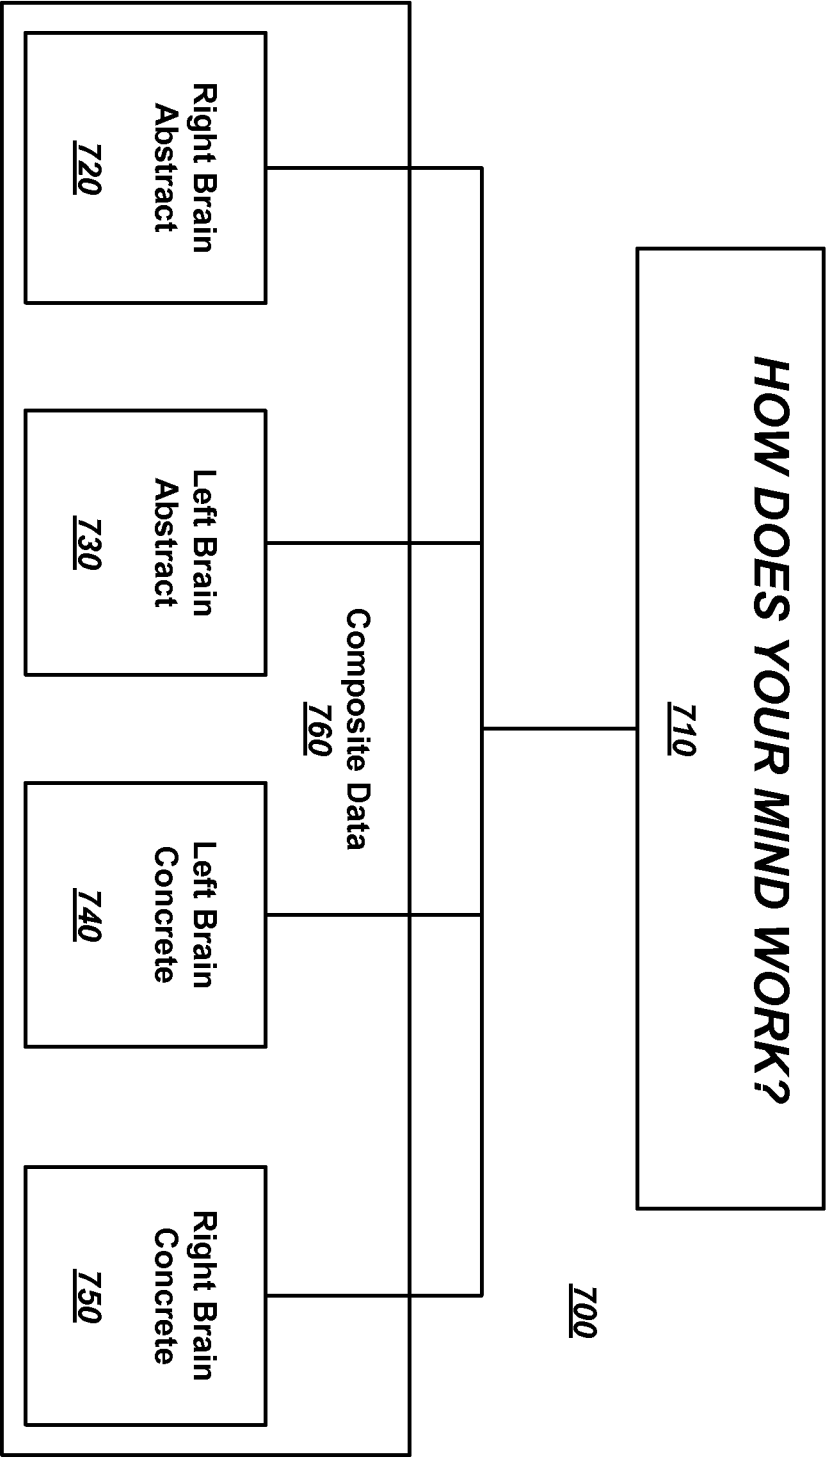 HOW DOES YOUR MIND WORK?
710
700
Composite Data
760
Right Brain
Abstract
720
Left Brain
Abstract
730
Left Brain
Concrete
740
Right Brain
Concrete
750